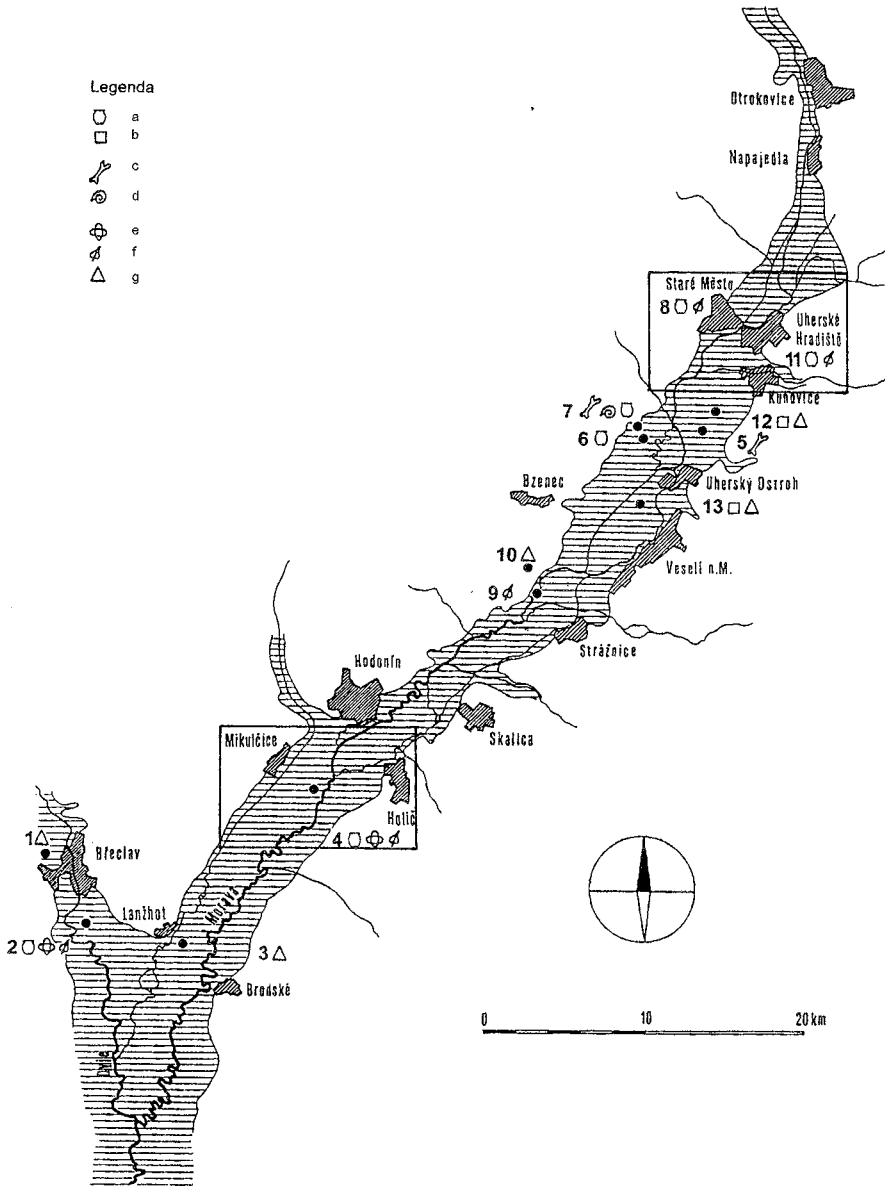 Legenda
a
b
c
d
e
f
g
Otrokovice
Napajedla
Staré Město
8
Uherské
Hradiště
11
Kunovice
7
12
6
5
Bzenec
Uherský Ostroh
13
10
Veselí n.M.
9
Strážnice
Hodonín
Skalica
Mikulčice
Holíč
4
1
Břeclav
Morava
Lanžhot
2
3
Brodské
Dyje
0 10 20 km